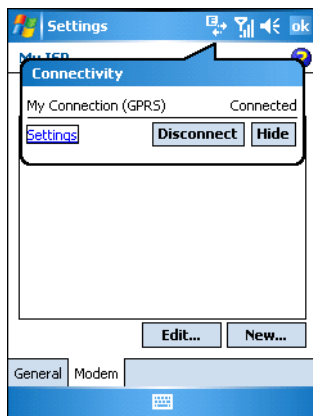 Settings
ok
My ISP
Connectivity
My Connection (GPRS) Connected
Settings Disconnect Hide
Edit... New...
General Modem